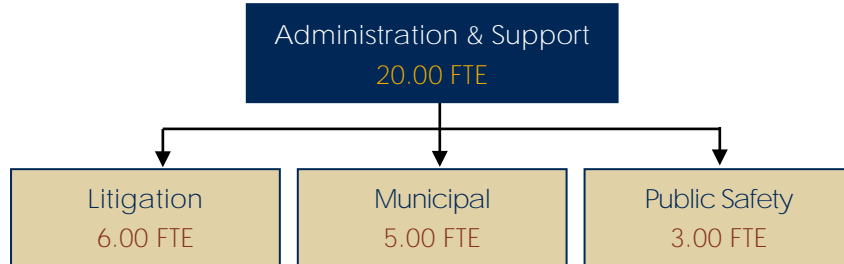 Administration & Support
20.00 FTE
Litigation
6.00 FTE
Municipal
5.00 FTE
Public Safety
3.00 FTE